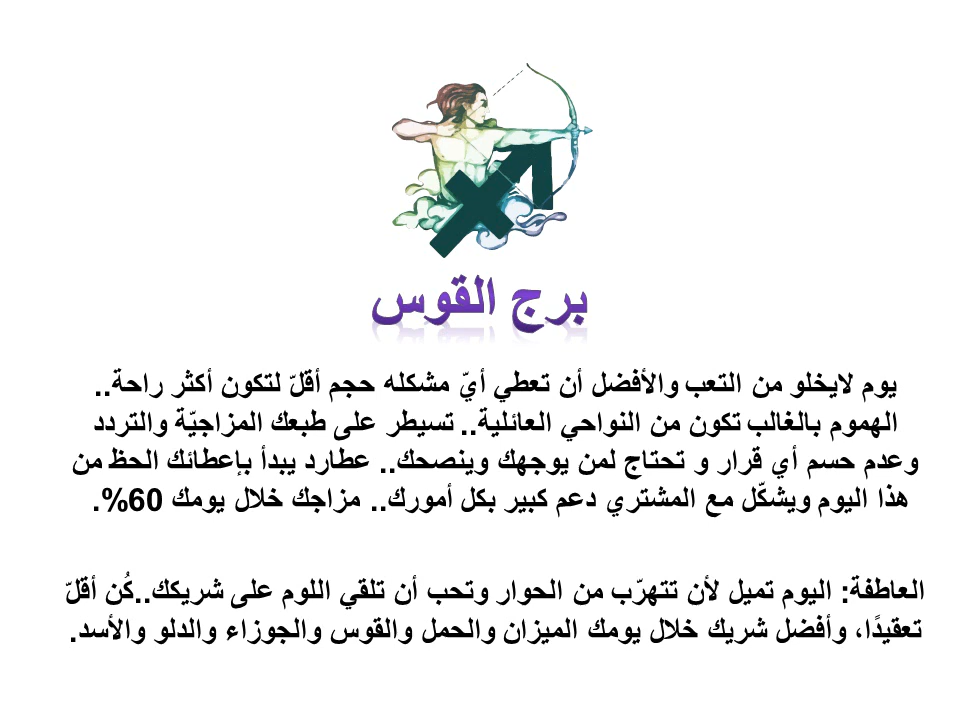 برج القوس
يوم لايخلو من التعب والأفضل أن تعطي أيّ مشكله حجم أقلّ لتكون أكثر راحة..
الهموم بالغالب تكون من النواحي العائلية.. تسيطر على طبعك المزاجيّة والتردد
وعدم حسم أي قرار و تحتاج لمن يوجهك وينصحك.. عطارد يبدأ بإعطائك الحظ من
هذا اليوم ويشكّل مع المشتري دعم كبير بكل أمورك.. مزاجك خلال يومك 60%.
العاطفة: اليوم تميل لأن تتهرّب من الحوار وتحب أن تلقي اللوم على شريكك..كُن أقلّ
تعقيدًا، وأفضل شريك خلال يومك الميزان والحمل والقوس والجوزاء والدلو والأسد.